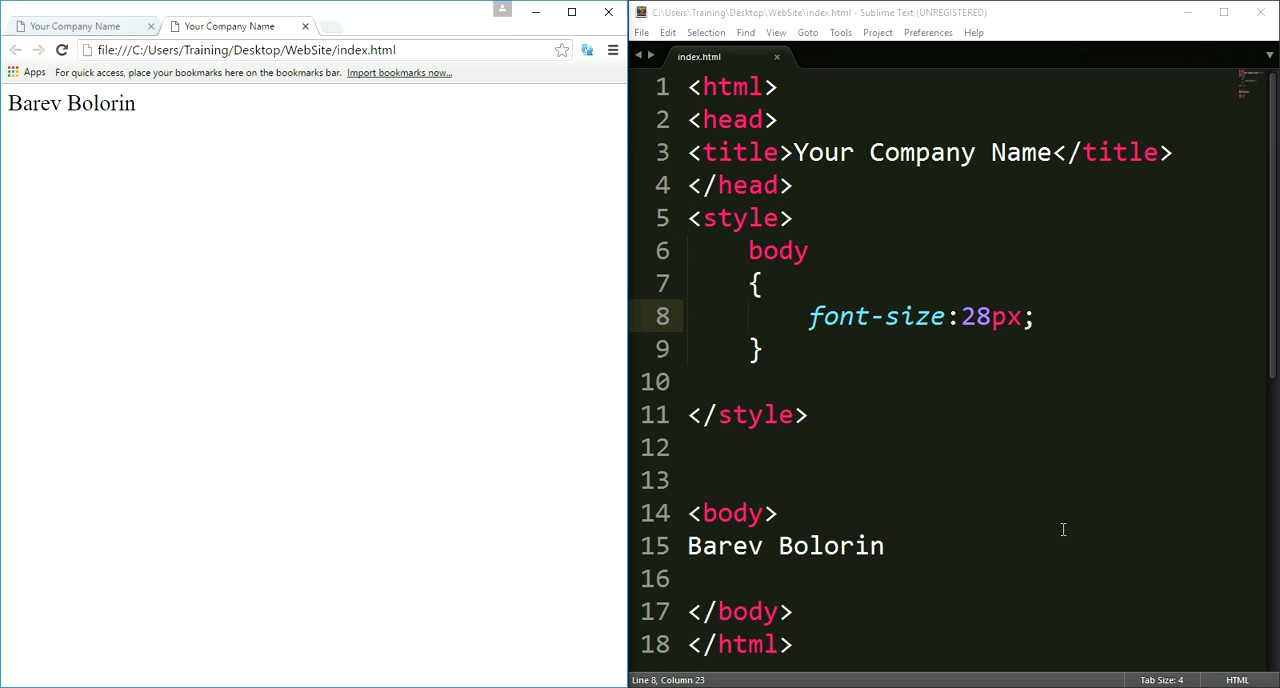 Your Company Name
Your Company Name
file:///C:/Users/Training/Desktop/WebSite/index.html
Apps For quick access, place your bookmarks here on the bookmarks bar. Import bookmarks now...
Barev Bolorin
C:\Users\Training\Desktop\WebSite\index.html - Sublime Text (UNREGISTERED)
File Edit Selection Find View Goto Tools Project Preferences Help
index.html
1 <html>
2 <head>
3 <title>Your Company Name</title>
4 </head>
5 <style>
6 body
7 {
8 font-size:28px;
9 }
10
11 </style>
12
13
14 <body>
15 Barev Bolorin
16
17 </body>
18 </html>
Line 8, Column 23
Tab Size: 4
HTML